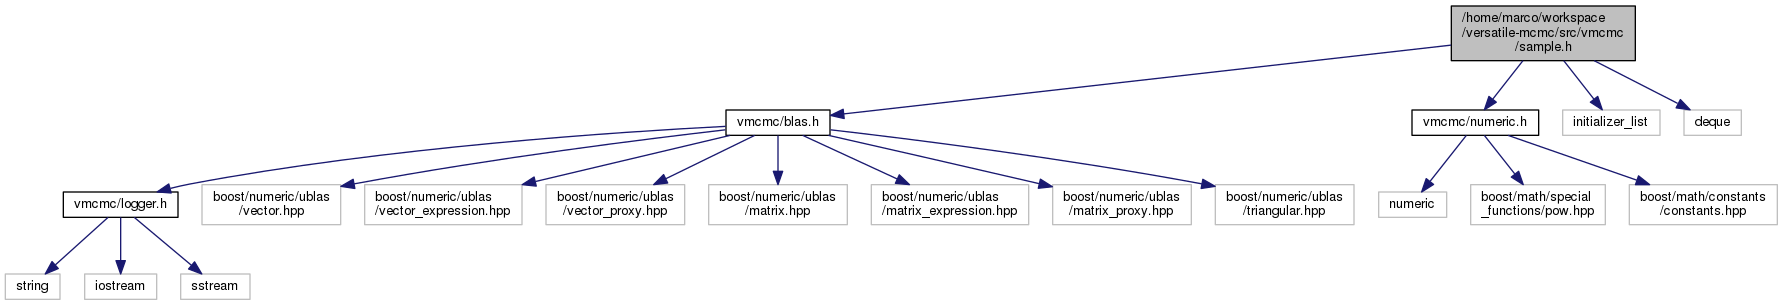 /home/marco/workspace
/versatile-mcmc/src/vmcmc
/sample.h
vmcmc/blas.h
vmcmc/numeric.h
initializer_list
deque
vmcmc/logger.h
boost/numeric/ublas
/vector.hpp
boost/numeric/ublas
/vector_expression.hpp
boost/numeric/ublas
/vector_proxy.hpp
boost/numeric/ublas
/matrix.hpp
boost/numeric/ublas
/matrix_expression.hpp
boost/numeric/ublas
/matrix_proxy.hpp
boost/numeric/ublas
/triangular.hpp
numeric
boost/math/special
_functions/pow.hpp
boost/math/constants
/constants.hpp
string
iostream
sstream